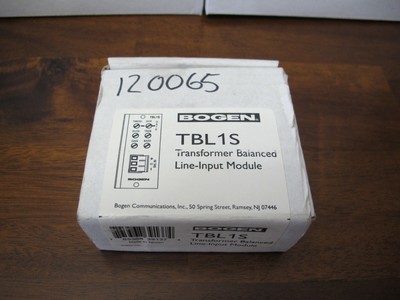 120065
TBL1S
BOGEN
TBL1S
Transformer Balanced
Line-Input Module
BOGEN
Bogen Communications, Inc., 50 Spring Street, Ramsey, NJ 07446
BOGEN
TBL1S
Transformer Balanced
Line-Input Module